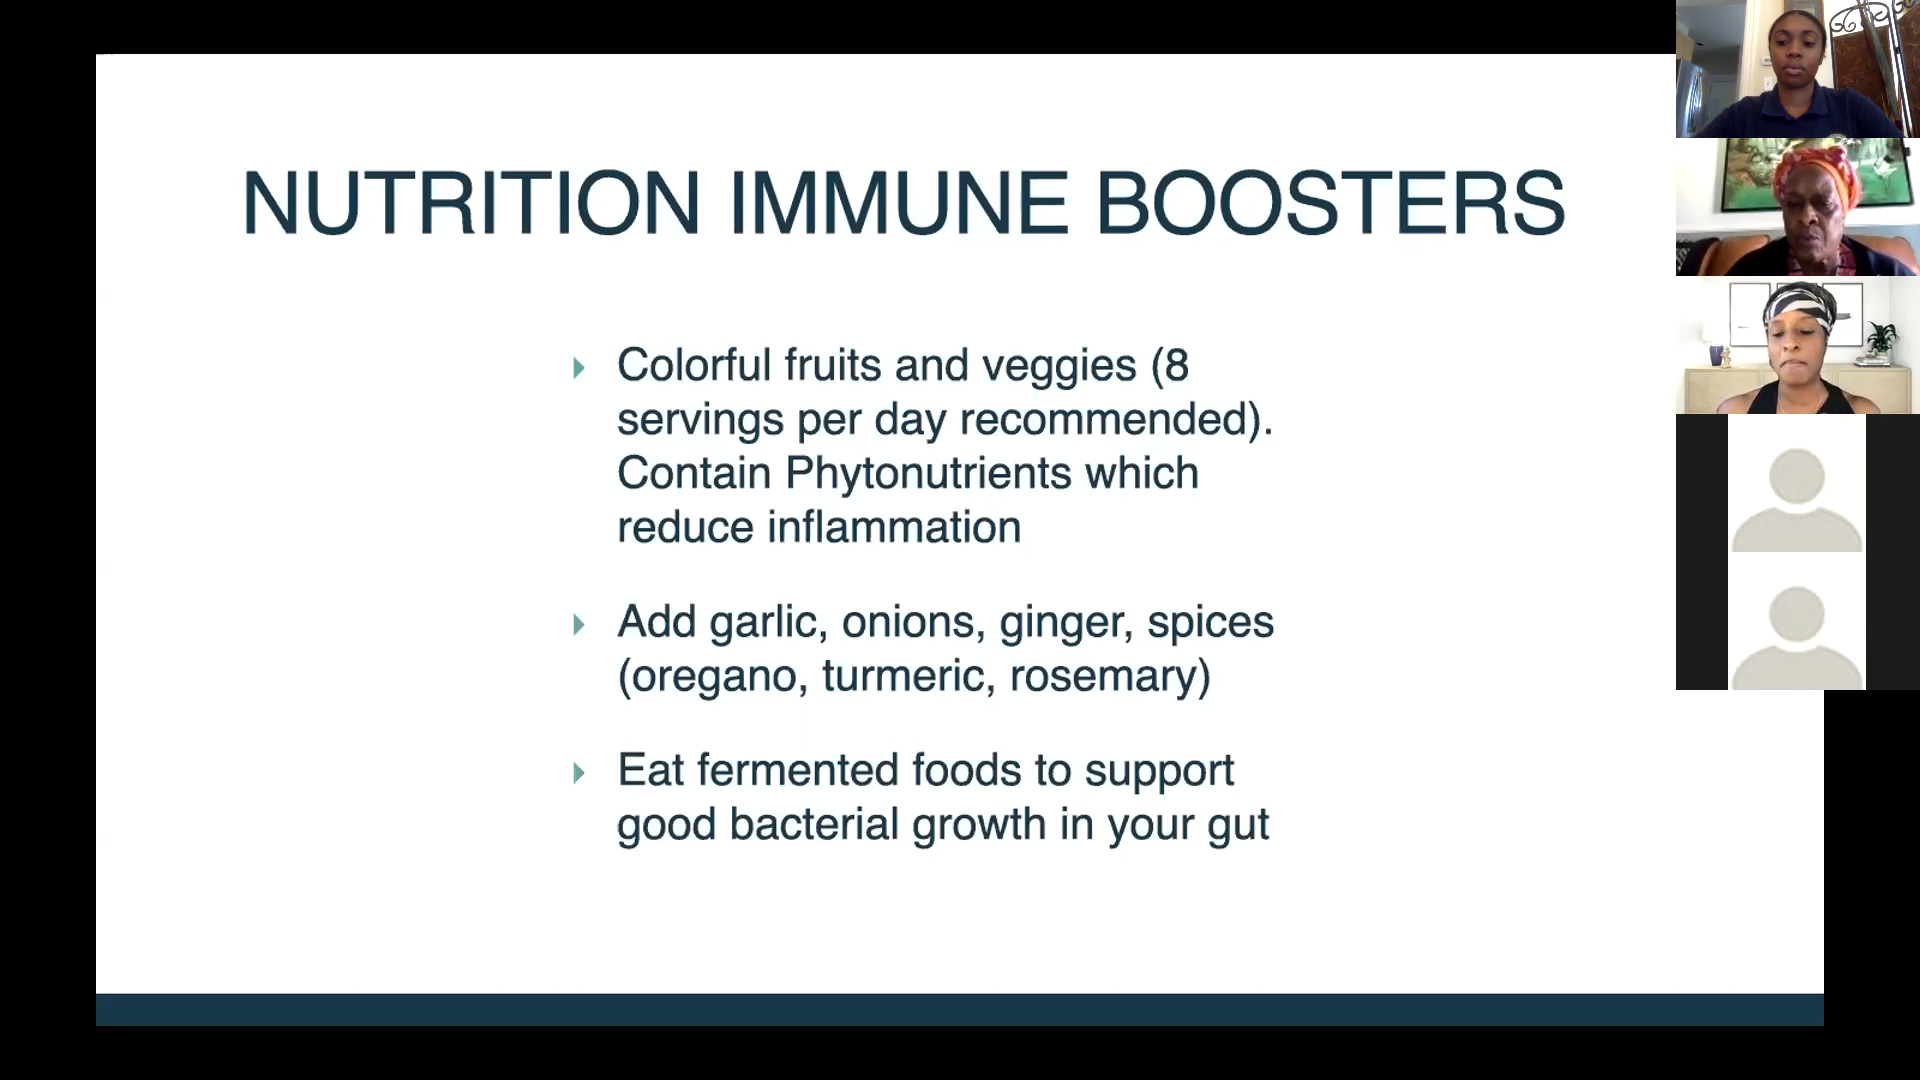 NUTRITION IMMUNE BOOSTERS
Colorful fruits and veggies (8
servings per day recommended).
Contain Phytonutrients which
reduce inflammation
Add garlic, onions, ginger, spices
(oregano, turmeric, rosemary)
Eat fermented foods to support
good bacterial growth in your gut